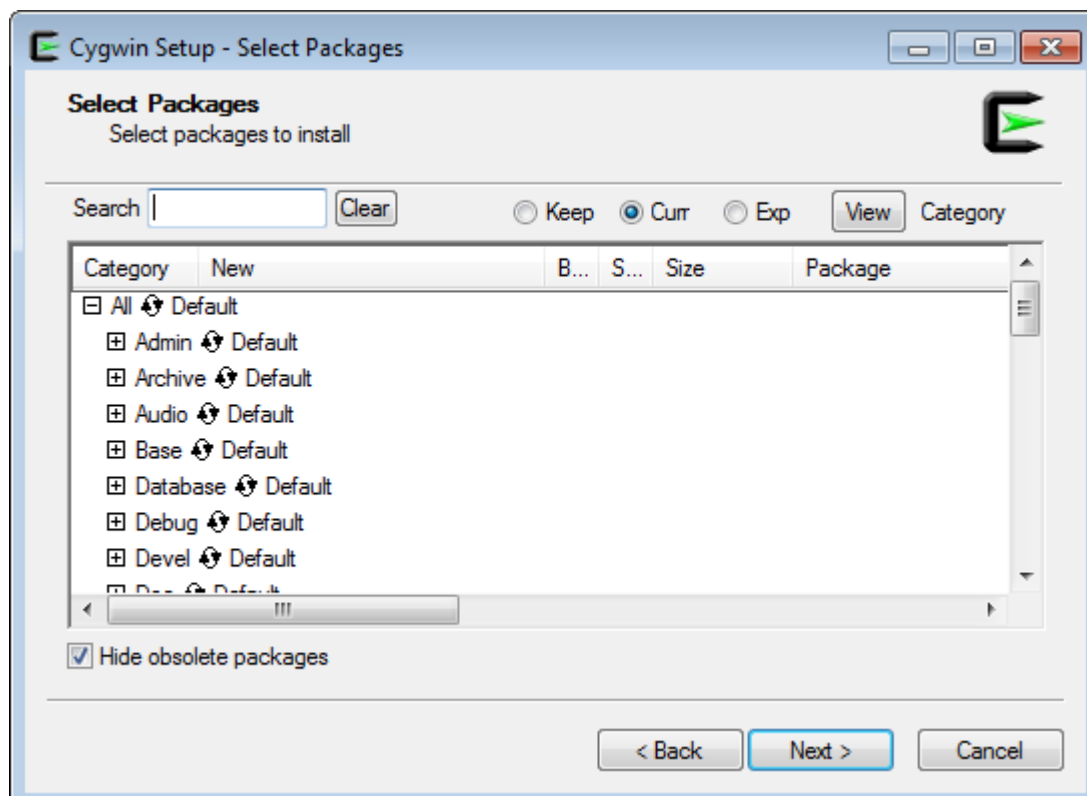 Cygwin Setup - Select Packages
Select Packages
Select packages to install
Search Clear Keep Curr Exp View Category
Category New B... S... Size Package
All Default
Admin Default
Archive Default
Audio Default
Base Default
Database Default
Debug Default
Devel Default
Hide obsolete packages
< Back Next > Cancel